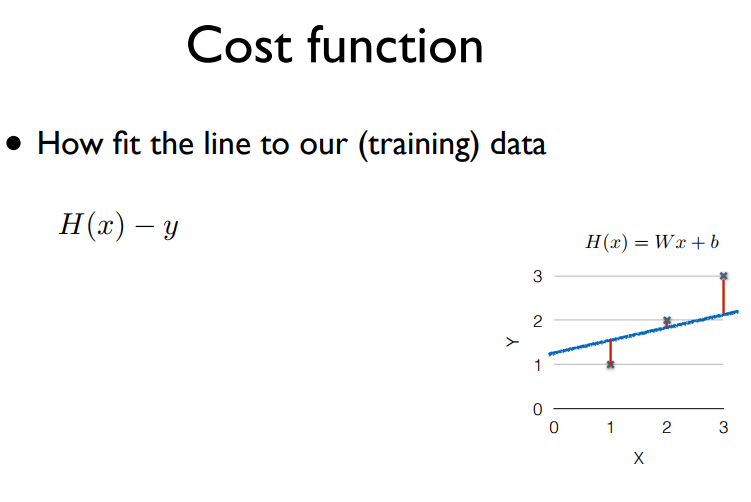 Cost function
• How fit the line to our (training) data
H(x) − y
H(x) = Wx + b
3
2
Y
1
0
0 1 2 3
X